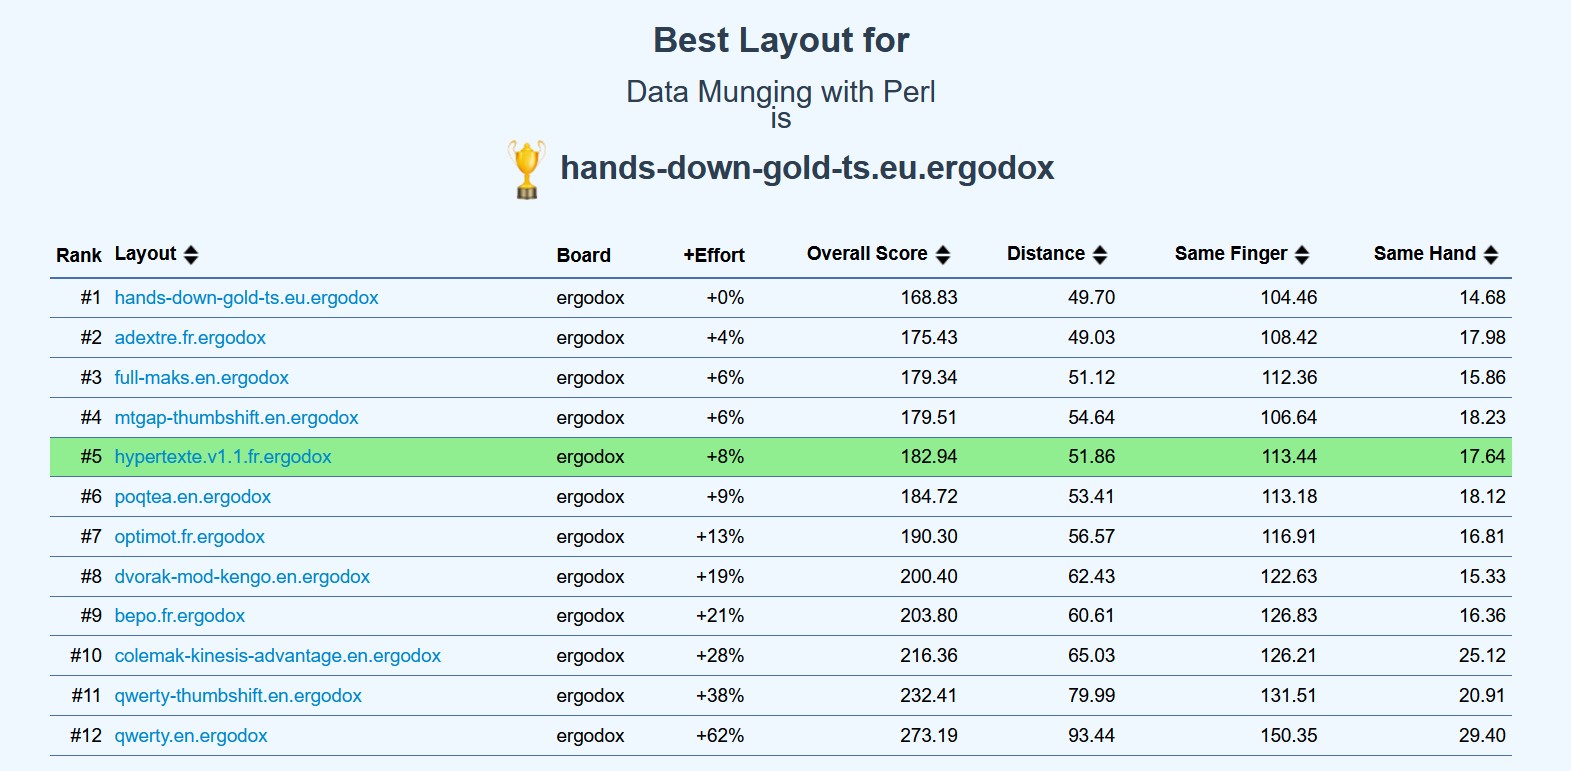 Best Layout for
Data Munging with Perl
is
hands-down-gold-ts.eu.ergodox
Rank Layout Board +Effort Overall Score Distance Same Finger Same Hand
#1 hands-down-gold-ts.eu.ergodox ergodox +0% 168.83 49.70 104.46 14.68
#2 adextre.fr.ergodox ergodox +4% 175.43 49.03 108.42 17.98
#3 full-maks.en.ergodox ergodox +6% 179.34 51.12 112.36 15.86
#4 mtgap-thumbshift.en.ergodox ergodox +6% 179.51 54.64 106.64 18.23
#5 hypertexte.v1.1.fr.ergodox ergodox +8% 182.94 51.86 113.44 17.64
#6 poqtea.en.ergodox ergodox +9% 184.72 53.41 113.18 18.12
#7 optimot.fr.ergodox ergodox +13% 190.30 56.57 116.91 16.81
#8 dvorak-mod-kengo.en.ergodox ergodox +19% 200.40 62.43 122.63 15.33
#9 bepo.fr.ergodox ergodox +21% 203.80 60.61 126.83 16.36
#10 colemak-kinesis-advantage.en.ergodox ergodox +28% 216.36 65.03 126.21 25.12
#11 qwerty-thumbshift.en.ergodox ergodox +38% 232.41 79.99 131.51 20.91
#12 qwerty.en.ergodox ergodox +62% 273.19 93.44 150.35 29.40